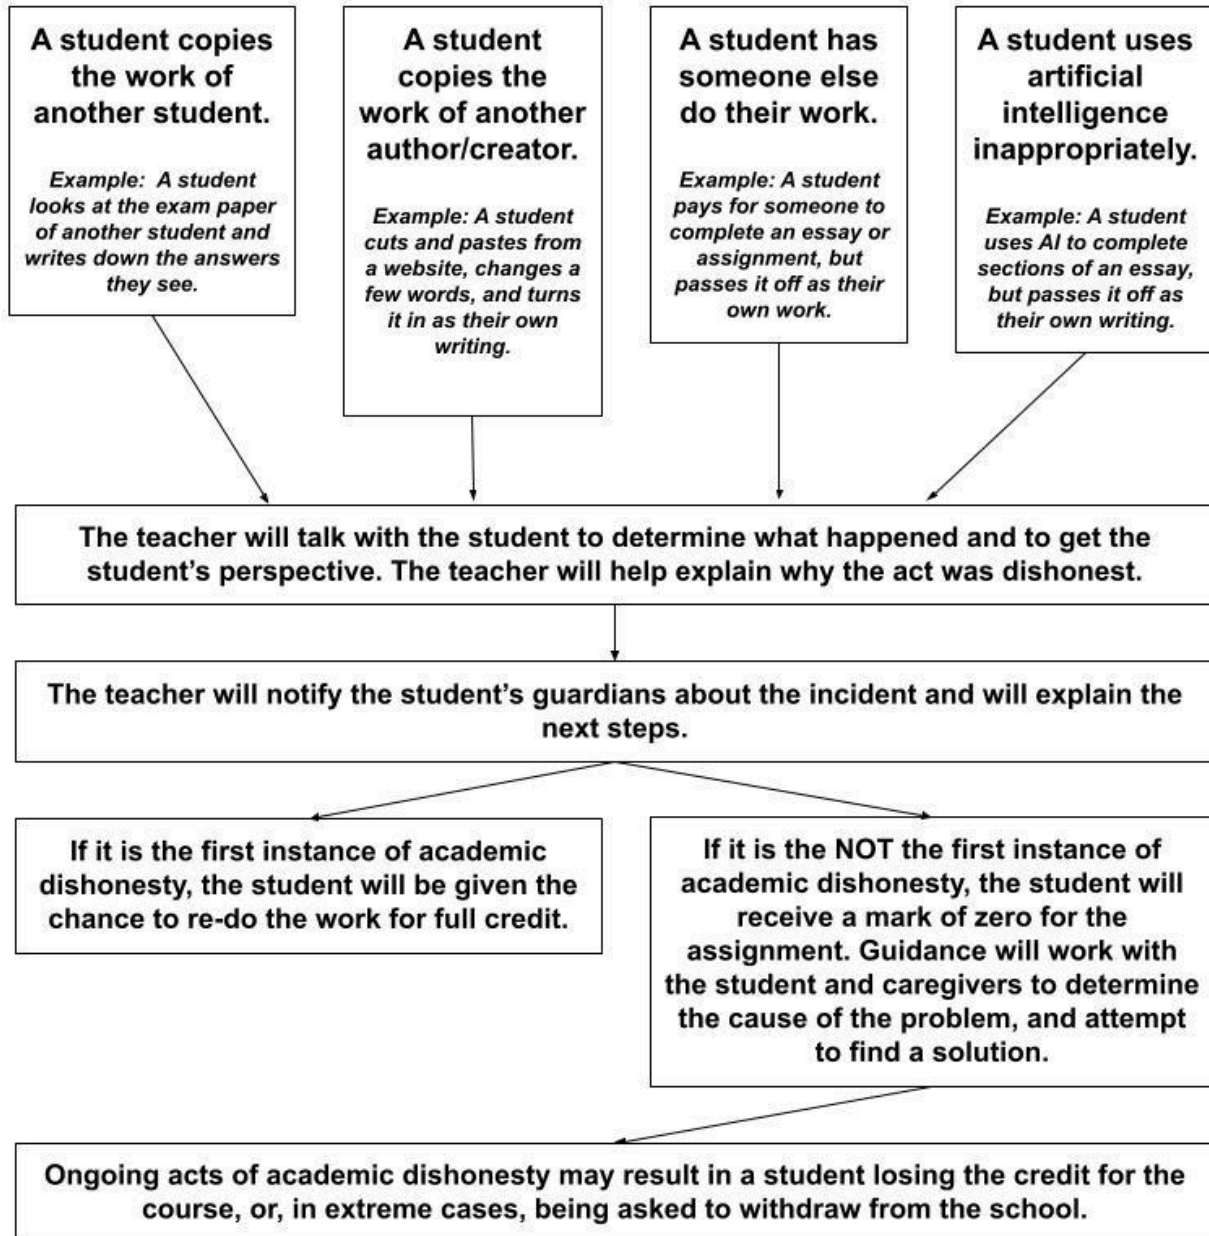 A student copies
the work of
another student.
Example:  A student
looks at the exam paper
of another student and
writes down the answers
they see.
A student
copies the
work of another
author/creator.
Example: A student
cuts and pastes from
a website, changes a
few words, and turns
it in as their own
writing.
A student has
someone else
do their work.
Example: A student
pays for someone to
complete an essay or
assignment, but
passes it off as their
own work.
A student uses
artificial
intelligence
inappropriately.
Example: A student
uses AI to complete
sections of an essay,
but passes it off as
their own writing.
The teacher will talk with the student to determine what happened and to get the
student’s perspective. The teacher will help explain why the act was dishonest.
The teacher will notify the student’s guardians about the incident and will explain the
next steps.
If it is the first instance of academic
dishonesty, the student will be given the
chance to re-do the work for full credit.
If it is the NOT the first instance of
academic dishonesty, the student will
receive a mark of zero for the
assignment. Guidance will work with
the student and caregivers to determine
the cause of the problem, and attempt
to find a solution.
Ongoing acts of academic dishonesty may result in a student losing the credit for the
course, or, in extreme cases, being asked to withdraw from the school.